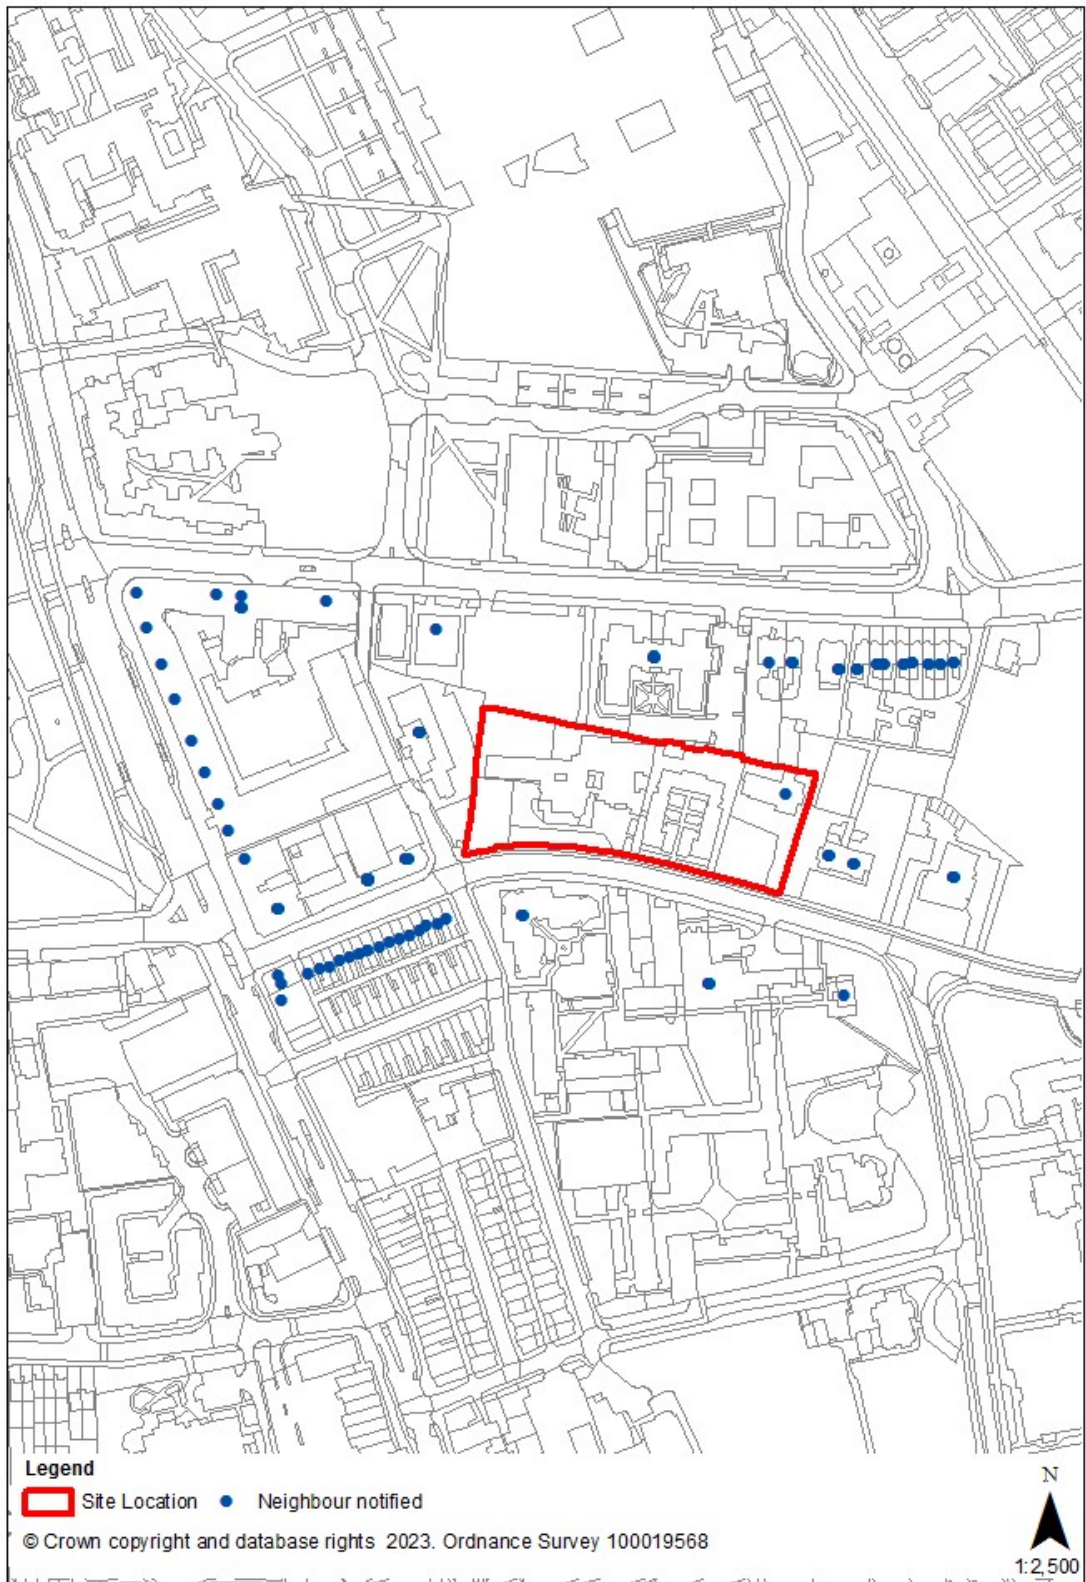 Legend
Site Location Neighbour notified
© Crown copyright and database rights 2023. Ordnance Survey 100019568
N
1:2,500